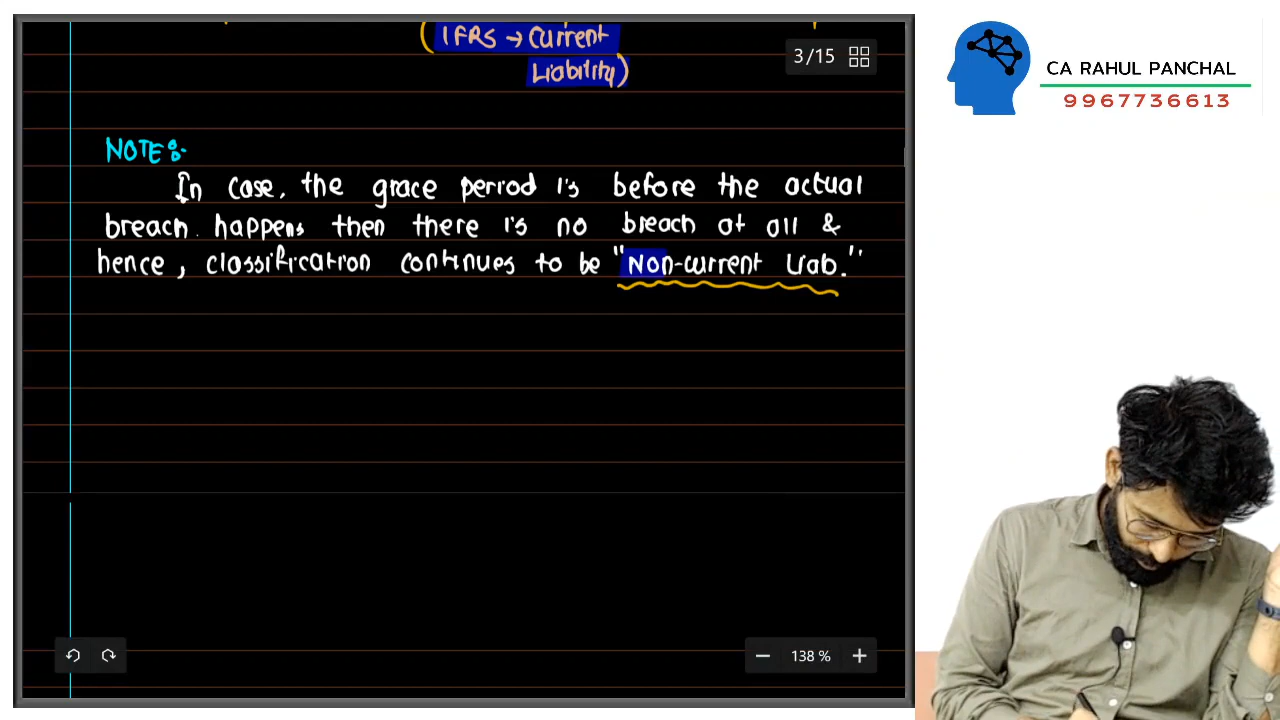 (IFRS → Current
Liability)
3/15
CA RAHUL PANCHAL
9967736613
NOTE:-
In case, the grace period is before the actual
breach happens then there is no breach at all &
hence, classification continues to be "Non-current Liab."
138 %